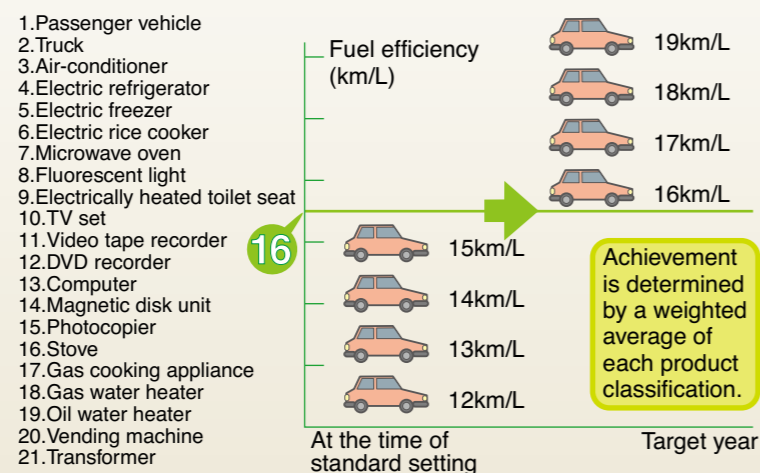 1.Passenger vehicle
2.Truck
3.Air-conditioner
4.Electric refrigerator
5.Electric freezer
6.Electric rice cooker
7.Microwave oven
8.Fluorescent light
9.Electrically heated toilet seat
10.TV set
11.Video tape recorder
12.DVD recorder
13.Computer
14.Magnetic disk unit
15.Photocopier
16.Stove
17.Gas cooking appliance
18.Gas water heater
19.Oil water heater
20.Vending machine
21.Transformer
Fuel efficiency
(km/L)
19km/L
18km/L
17km/L
16km/L
16
15km/L
14km/L
13km/L
12km/L
Achievement
is determined
by a weighted
average of
each product
classification.
At the time of
standard setting
Target year